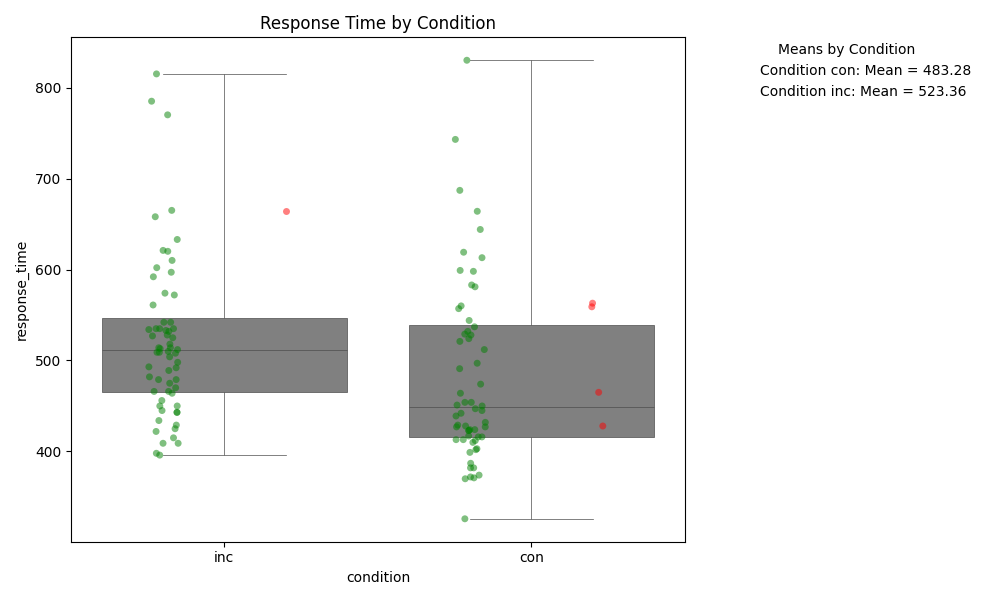 Response Time by Condition
Means by Condition
Condition con: Mean = 483.28
Condition inc: Mean = 523.36
800
700
600
500
400
response_time
inc
con
condition